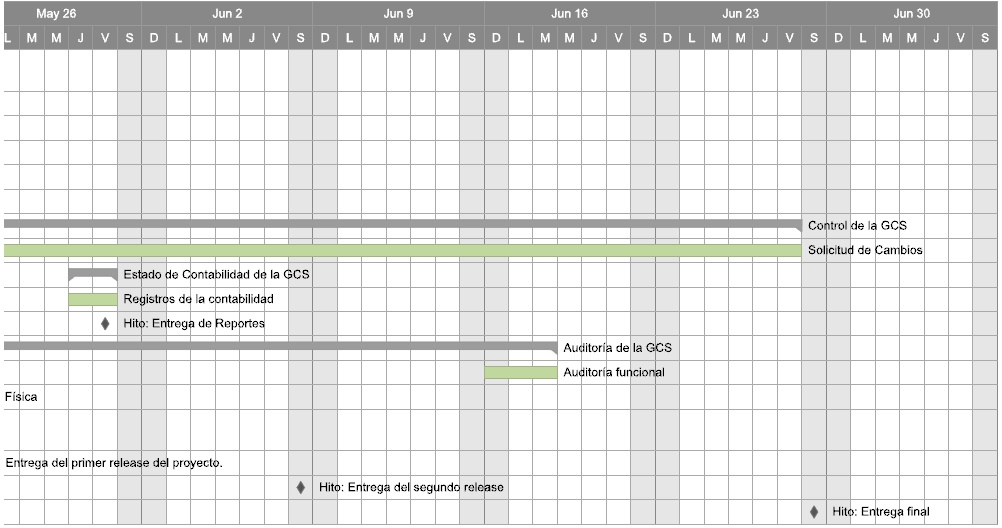 May 26 Jun 2 Jun 9 Jun 16 Jun 23 Jun 30
L M M J V S D L M M J V S D L M M J V S D L M M J V S D L M M J V S D L M M J V S
Control de la GCS
Solicitud de Cambios
Estado de Contabilidad de la GCS
Registros de la contabilidad
Hito: Entrega de Reportes
Auditoría de la GCS
Auditoría funcional
Física
Entrega del primer release del proyecto.
Hito: Entrega del segundo release
Hito: Entrega final